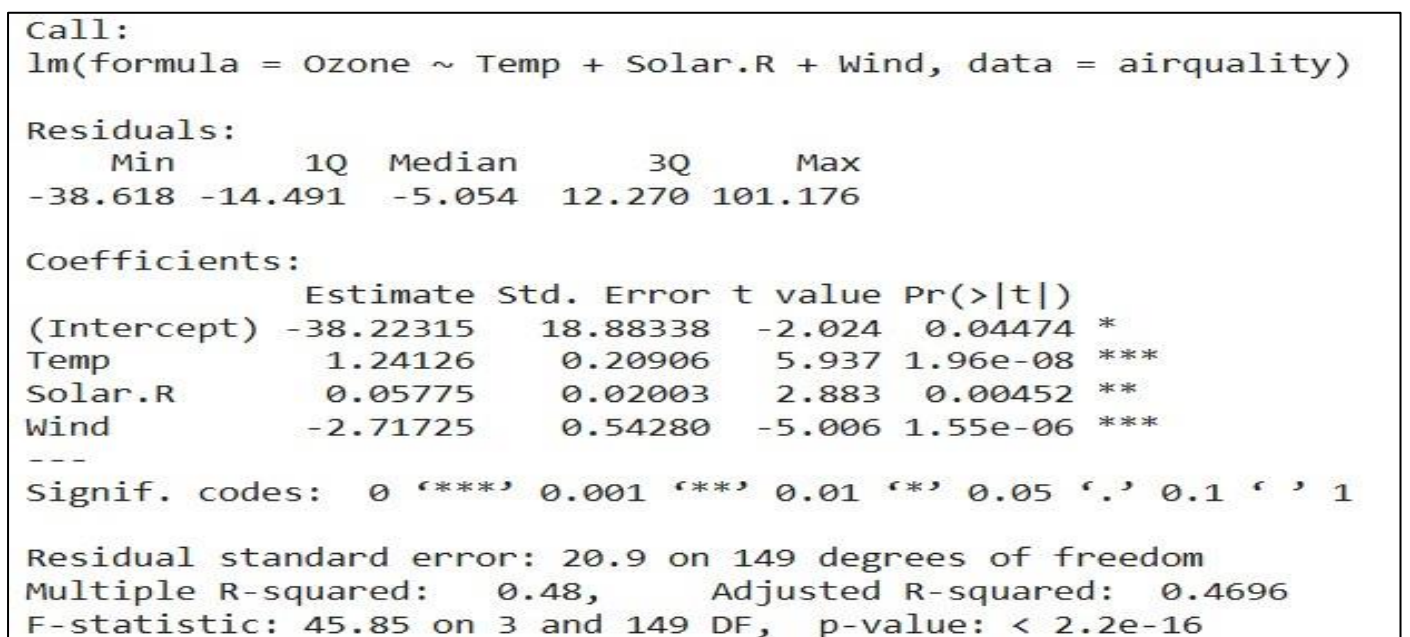 Call:
lm(formula = Ozone ~ Temp + Solar.R + Wind, data = airquality)
Residuals:
    Min      1Q  Median      3Q     Max
-38.618 -14.491  -5.054  12.270 101.176
Coefficients:
             Estimate Std. Error t value Pr(>|t|)
(Intercept) -38.22315   18.88338  -2.024  0.04474 *
Temp          1.24126    0.20906   5.937 1.96e-08 ***
Solar.R       0.05775    0.02003   2.883  0.00452 **
Wind         -2.71725    0.54280  -5.006 1.55e-06 ***
---
Signif. codes:  0 ‘***’ 0.001 ‘**’ 0.01 ‘*’ 0.05 ‘.’ 0.1 ‘ ’ 1
Residual standard error: 20.9 on 149 degrees of freedom
Multiple R-squared:   0.48,	Adjusted R-squared:  0.4696
F-statistic: 45.85 on 3 and 149 DF,  p-value: < 2.2e-16